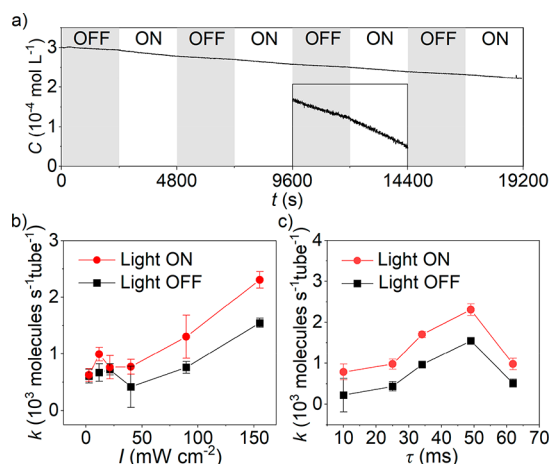 a)
OFF ON OFF ON OFF ON OFF ON
3
2
1
0
C (10⁻⁴ mol L⁻¹)
0 4800 9600 14400 19200
t (s)
b)
Light ON
Light OFF
3
2
1
0
k (10³ molecules s⁻¹tube⁻¹)
0 50 100 150
I (mW cm⁻²)
c)
Light ON
Light OFF
4
3
2
1
0
k (10³ molecules s⁻¹tube⁻¹)
10 20 30 40 50 60 70
τ (ms)